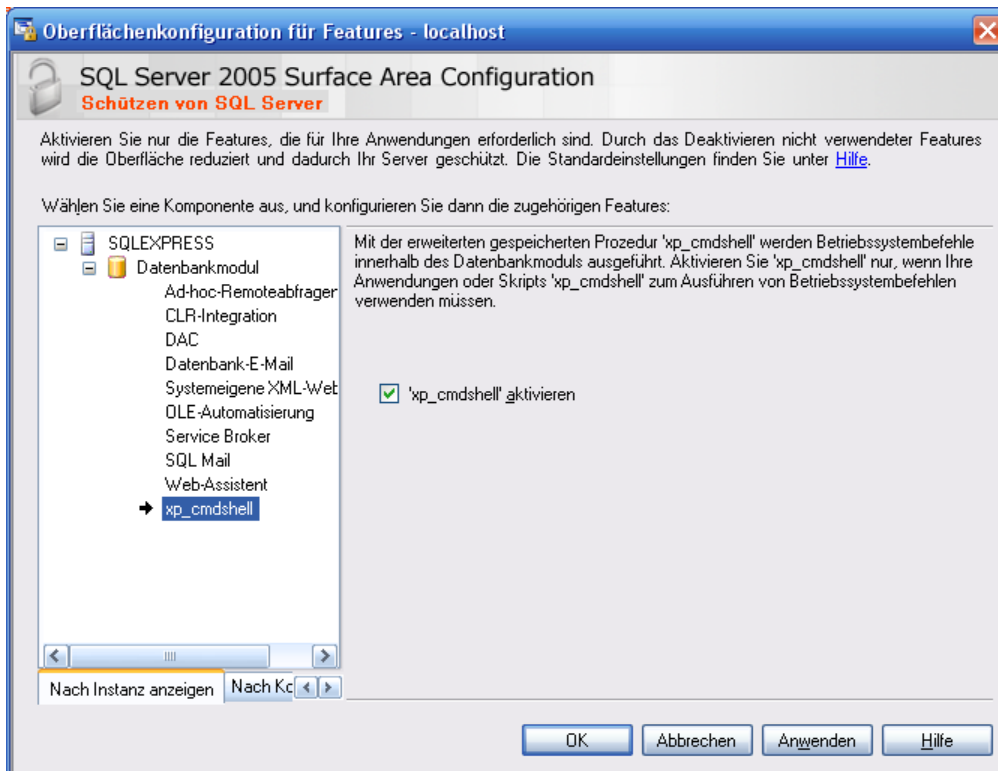 Oberflächenkonfiguration für Features - localhost
SQL Server 2005 Surface Area Configuration
Schützen von SQL Server
Aktivieren Sie nur die Features, die für Ihre Anwendungen erforderlich sind. Durch das Deaktivieren nicht verwendeter Features
wird die Oberfläche reduziert und dadurch Ihr Server geschützt. Die Standardeinstellungen finden Sie unter Hilfe.
Wählen Sie eine Komponente aus, und konfigurieren Sie dann die zugehörigen Features:
SQLEXPRESS
Datenbankmodul
Ad-hoc-Remoteabfrager
CLR-Integration
DAC
Datenbank-E-Mail
Systemeigene XML-Wet
OLE-Automatisierung
Service Broker
SQL Mail
Web-Assistent
xp_cmdshell
Mit der erweiterten gespeicherten Prozedur 'xp_cmdshell' werden Betriebssystembefehle
innerhalb des Datenbankmoduls ausgeführt. Aktivieren Sie 'xp_cmdshell' nur, wenn Ihre
Anwendungen oder Skripts 'xp_cmdshell' zum Ausführen von Betriebssystembefehlen
verwenden müssen.
'xp_cmdshell' aktivieren
Nach Instanz anzeigen
Nach Kc
OK
Abbrechen
Anwenden
Hilfe